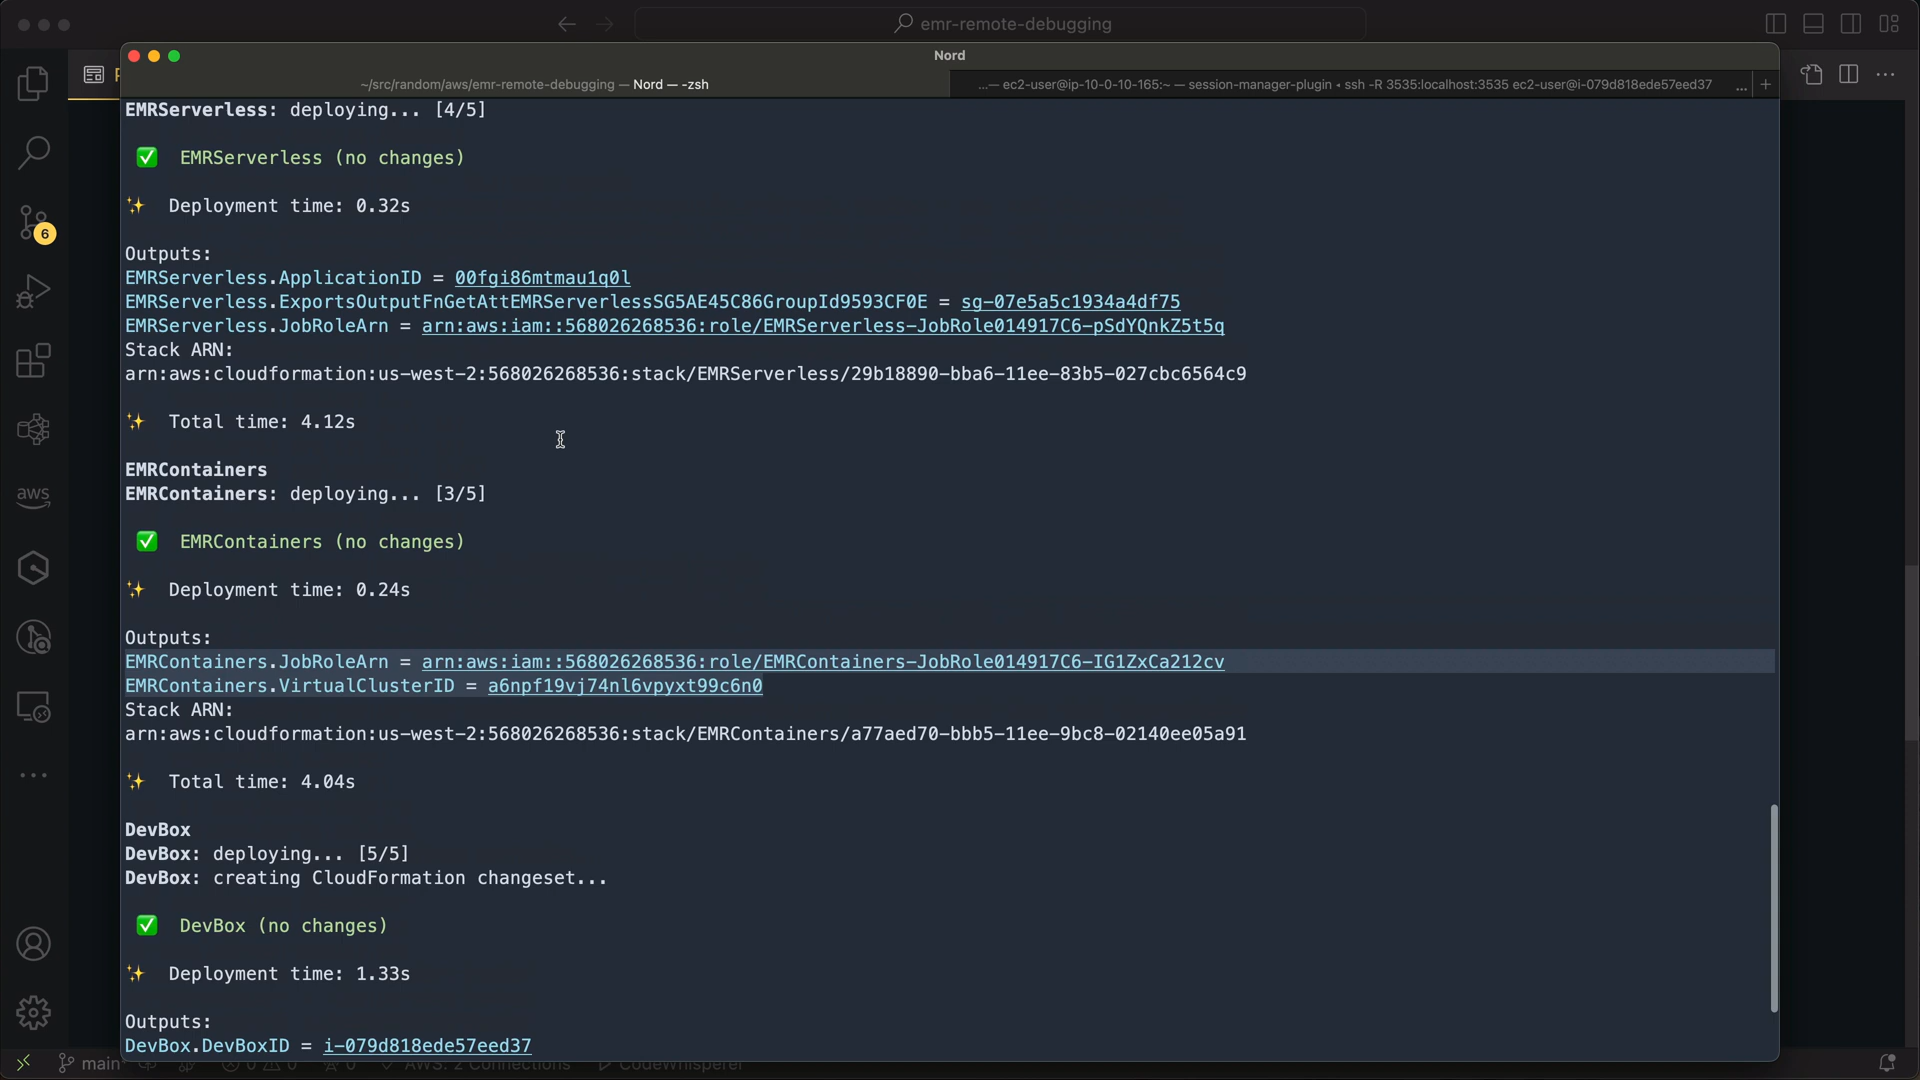 emr-remote-debugging
Nord
~/src/random/aws/emr-remote-debugging — Nord — -zsh
...— ec2-user@ip-10-0-10-165:~ — session-manager-plugin ◂ ssh -R 3535:localhost:3535 ec2-user@i-079d818ede57eed37 ... +
EMRServerless: deploying... [4/5]
✅ EMRServerless (no changes)
✨ Deployment time: 0.32s
Outputs:
EMRServerless.ApplicationID = 00fgi86mtmau1q0l
EMRServerless.ExportsOutputFnGetAttEMRServerlessSG5AE45C86GroupId9593CF0E = sg-07e5a5c1934a4df75
EMRServerless.JobRoleArn = arn:aws:iam::568026268536:role/EMRServerless-JobRole014917C6-pSdYQnkZ5t5q
Stack ARN:
arn:aws:cloudformation:us-west-2:568026268536:stack/EMRServerless/29b18890-bba6-11ee-83b5-027cbc6564c9
✨ Total time: 4.12s
EMRContainers
EMRContainers: deploying... [3/5]
✅ EMRContainers (no changes)
✨ Deployment time: 0.24s
Outputs:
EMRContainers.JobRoleArn = arn:aws:iam::568026268536:role/EMRContainers-JobRole014917C6-IG1ZxCa212cv
EMRContainers.VirtualClusterID = a6npf19vj74nl6vpyxt99c6n0
Stack ARN:
arn:aws:cloudformation:us-west-2:568026268536:stack/EMRContainers/a77aed70-bbb5-11ee-9bc8-02140ee05a91
✨ Total time: 4.04s
DevBox
DevBox: deploying... [5/5]
DevBox: creating CloudFormation changeset...
✅ DevBox (no changes)
✨ Deployment time: 1.33s
Outputs:
DevBox.DevBoxID = i-079d818ede57eed37
6
aws
main
AWS: 2 Connections
CodeWhisperer